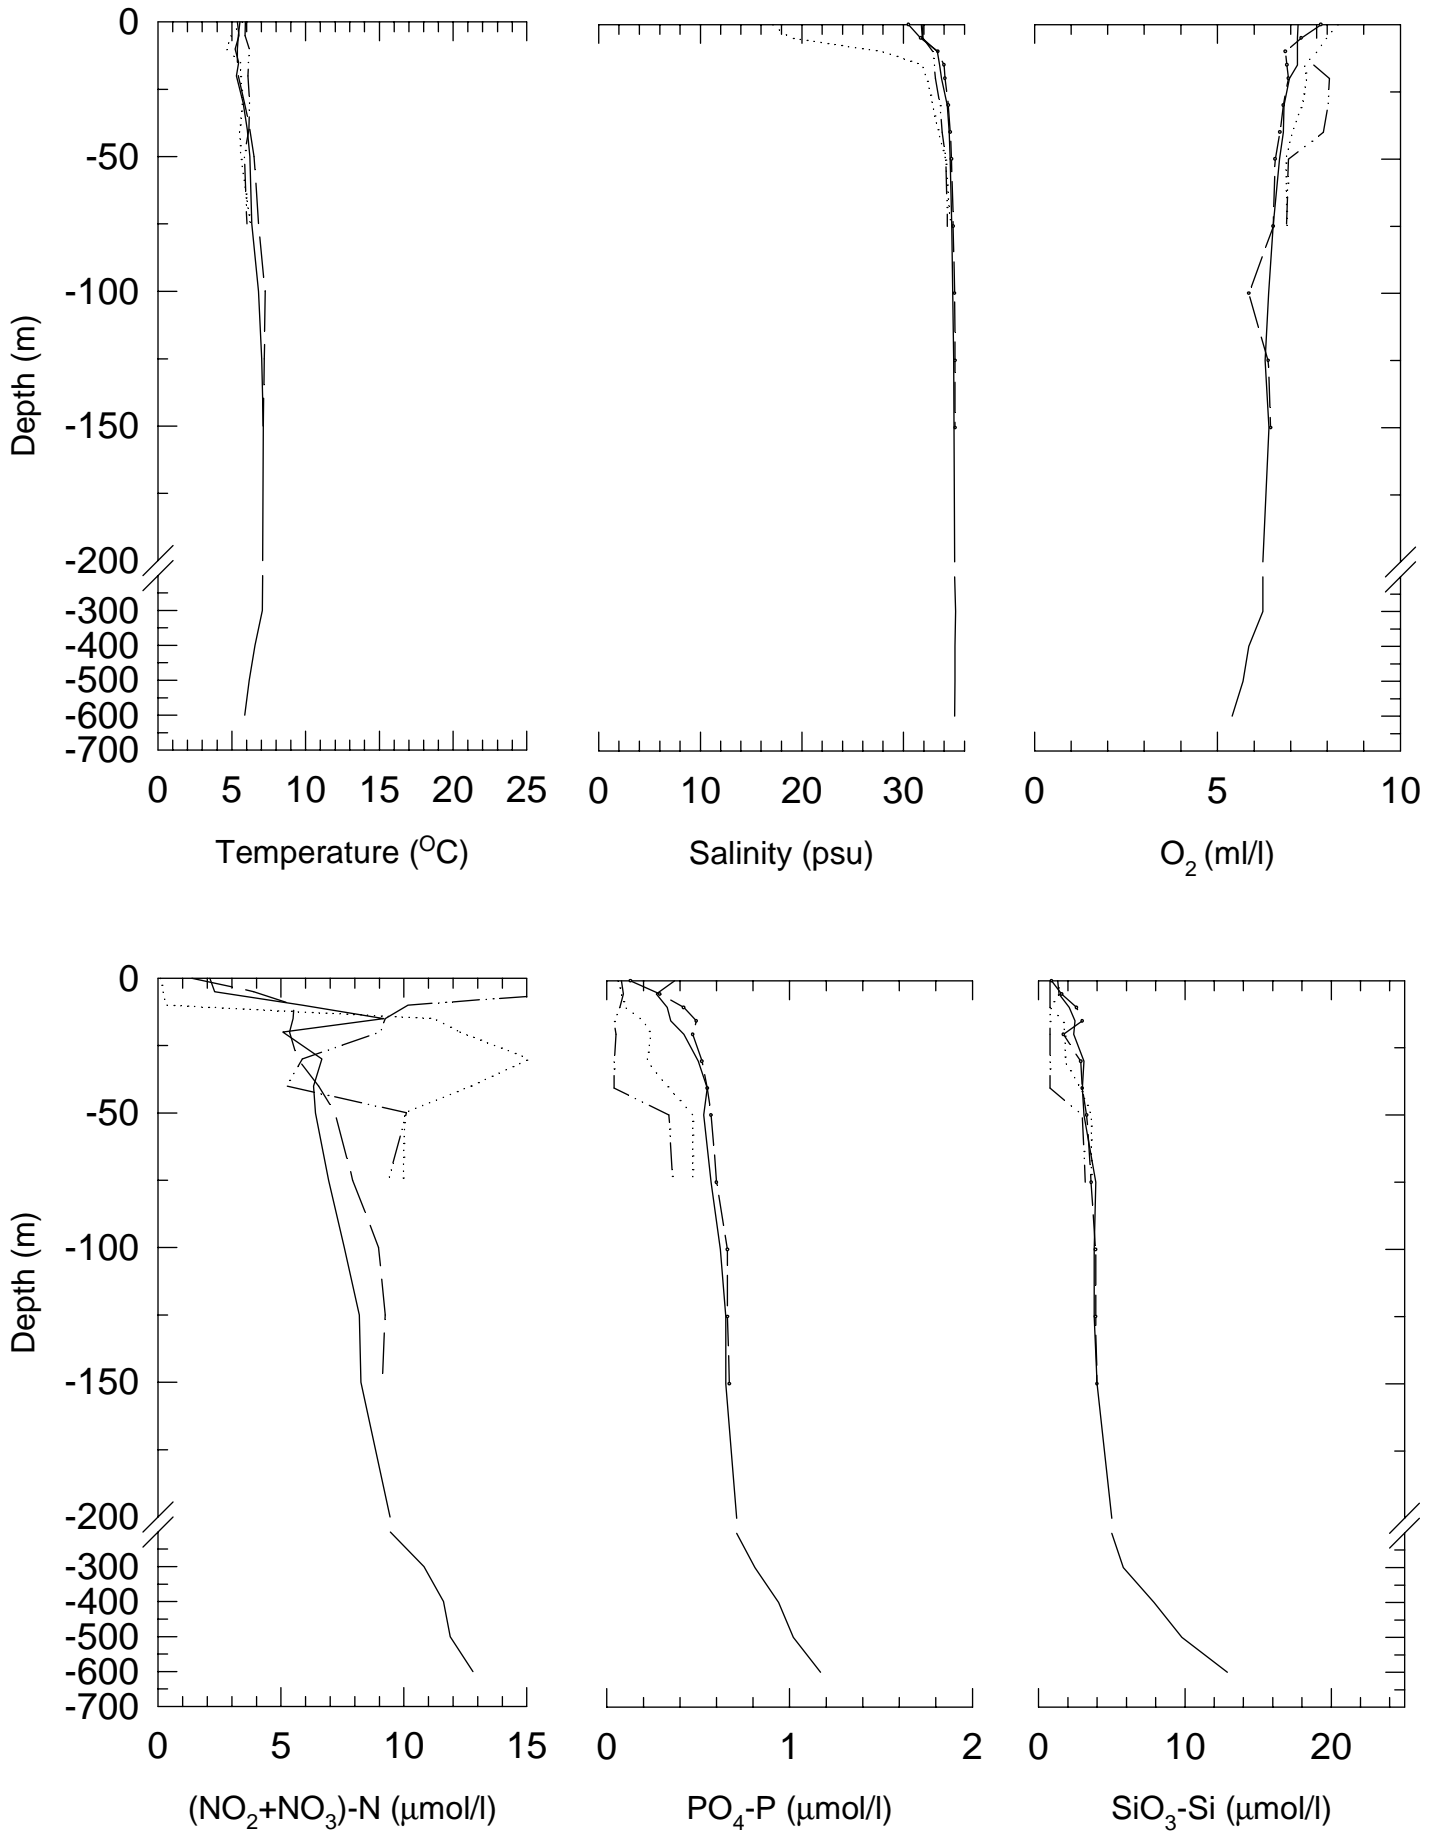 0
-50
-100
-150
-200
-300
-400
-500
-600
-700
Depth (m)
0 5 10 15 20 25
Temperature (OC)
0 10 20 30
Salinity (psu)
0 5 10
O2 (ml/l)
0
-50
-100
-150
-200
-300
-400
-500
-600
-700
Depth (m)
0 5 10 15
(NO2+NO3)-N (μmol/l)
0 1 2
PO4-P (μmol/l)
0 10 20
SiO3-Si (μmol/l)